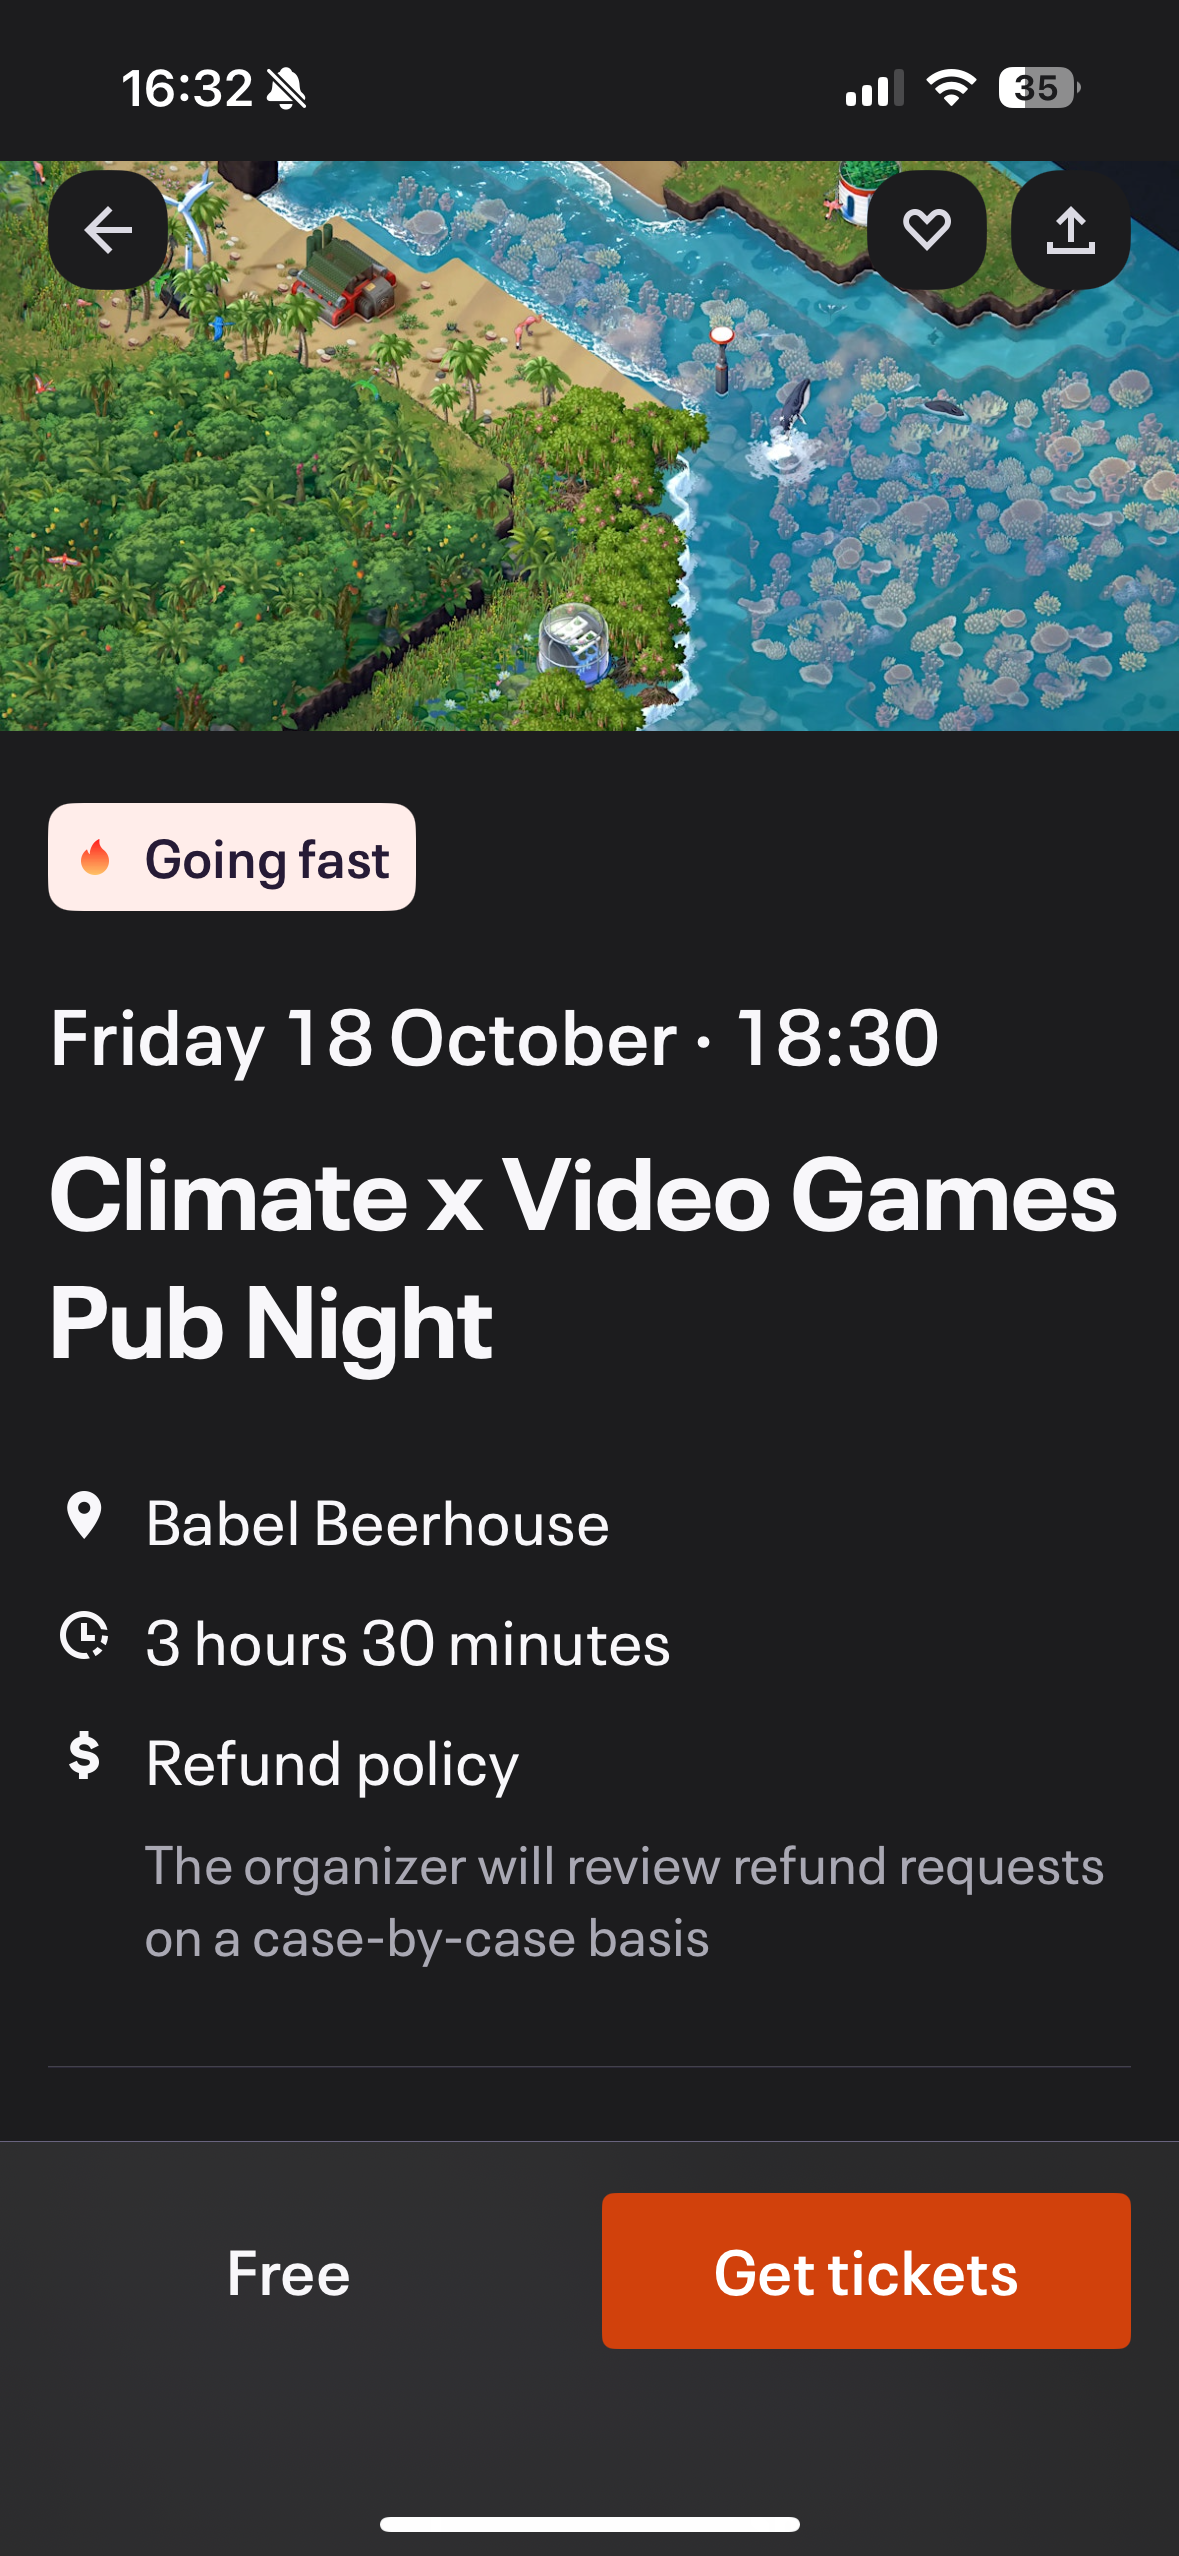 16:32
35
Going fast
Friday 18 October · 18:30
Climate x Video Games
Pub Night
Babel Beerhouse
3 hours 30 minutes
Refund policy
The organizer will review refund requests
on a case-by-case basis
Free
Get tickets